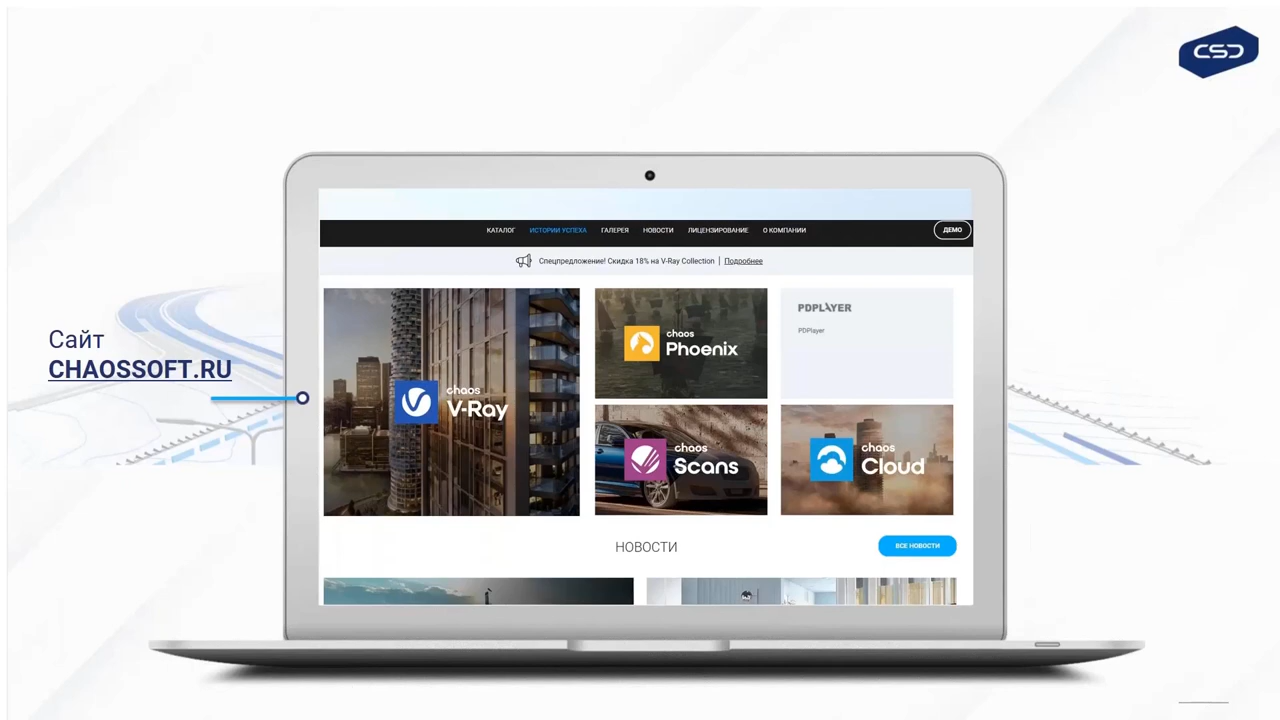 CSD
Сайт
CHAOSSOFT.RU
КАТАЛОГ ИСТОРИИ УСПЕХА ГАЛЕРЕЯ НОВОСТИ ЛИЦЕНЗИРОВАНИЕ О КОМПАНИИ ДЕМО
Спецпредложение! Скидка 18% на V-Ray Collection | Подробнее
chaos
V-Ray
chaos
Phoenix
PDPLAYER
PDPlayer
chaos
Scans
chaos
Cloud
НОВОСТИ
ВСЕ НОВОСТИ